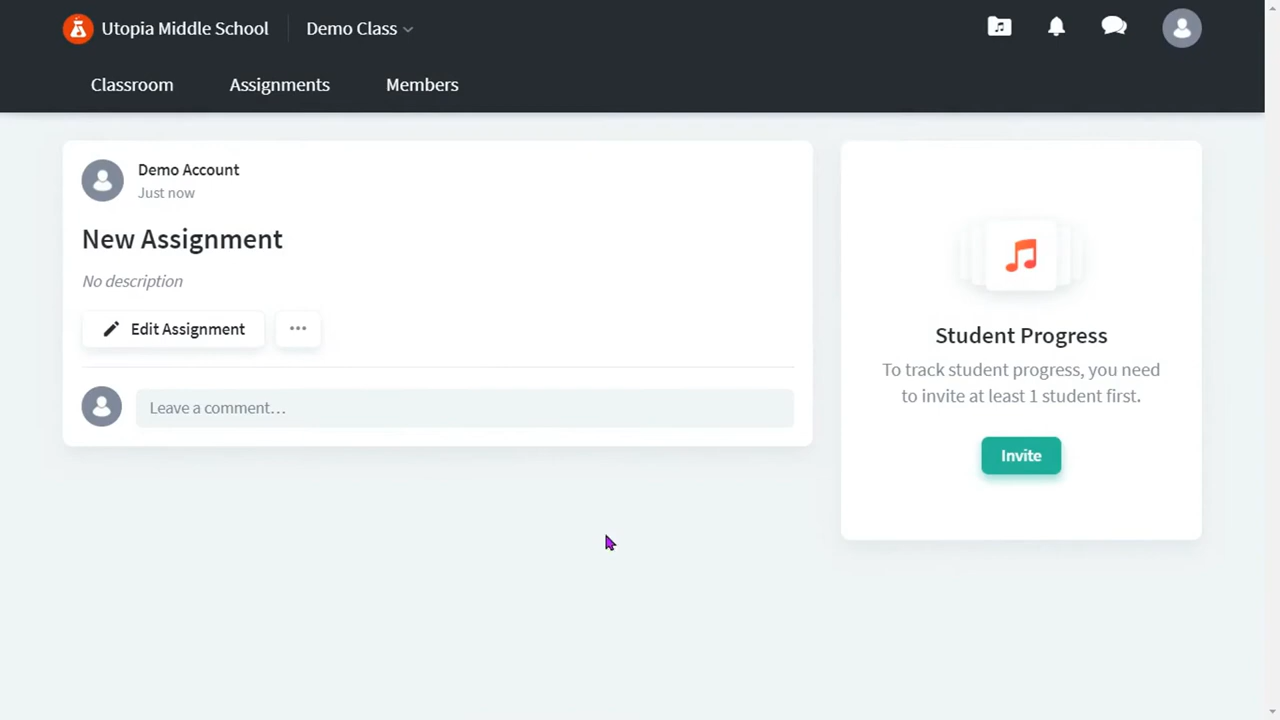 Utopia Middle School
Demo Class
Classroom
Assignments
Members
Demo Account
Just now
New Assignment
No description
Edit Assignment
Leave a comment…
Student Progress
To track student progress, you need
to invite at least 1 student first.
Invite